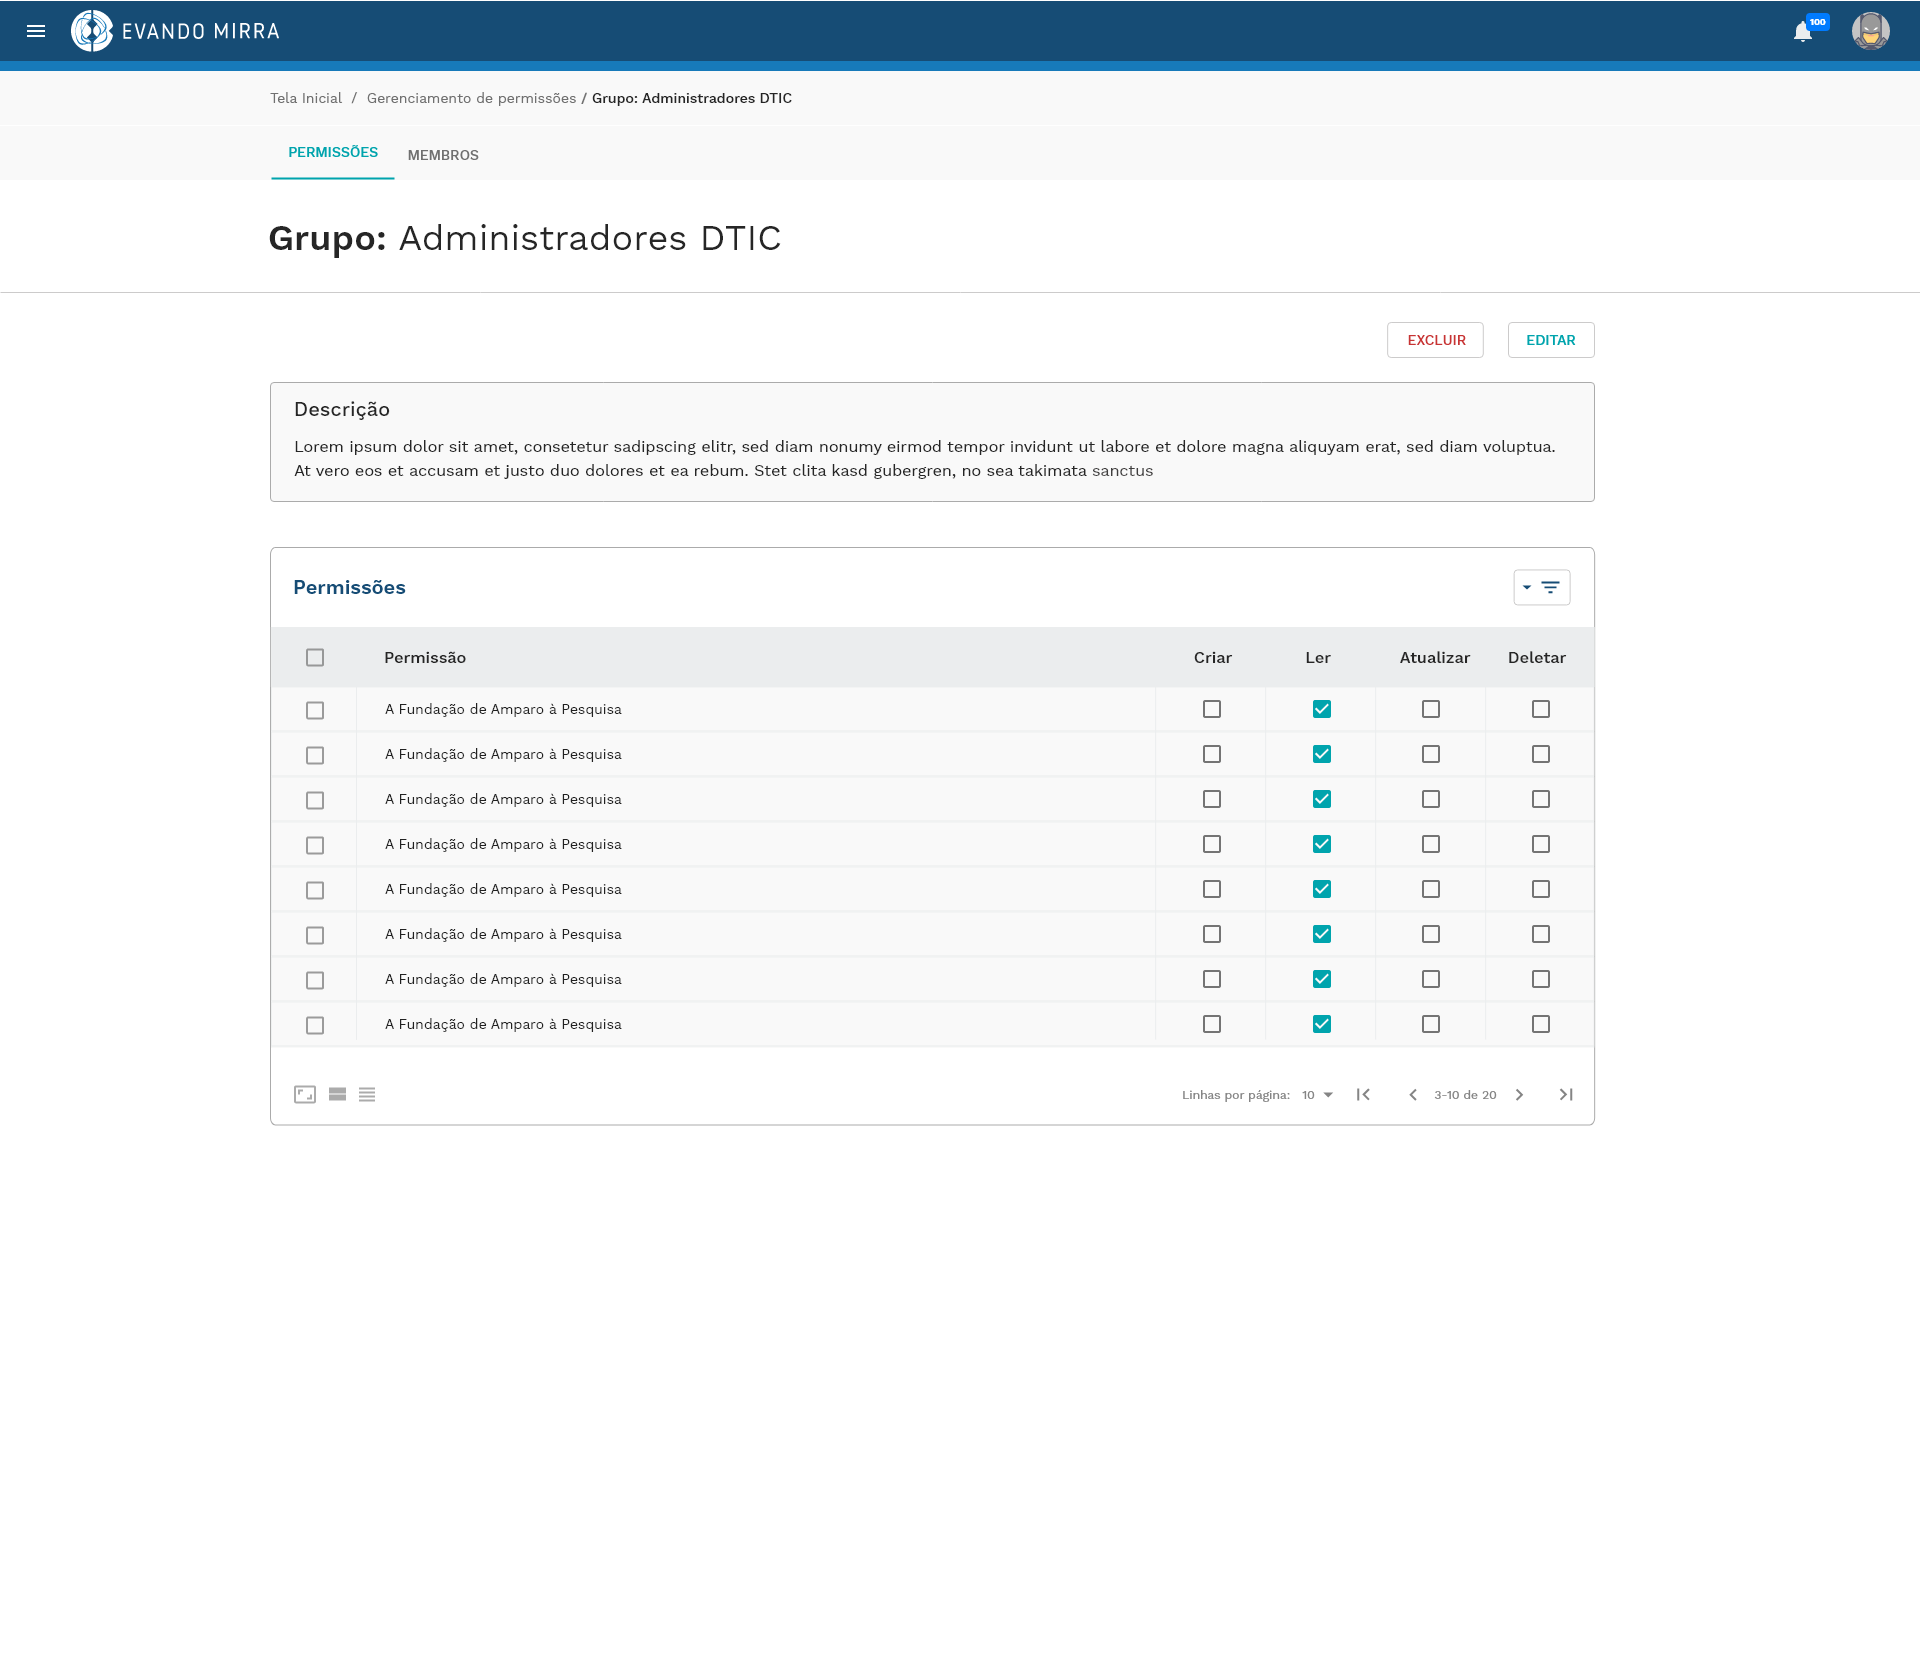 EVANDO MIRRA
100
Tela Inicial / Gerenciamento de permissões / Grupo: Administradores DTIC
PERMISSÕES MEMBROS
Grupo: Administradores DTIC
EXCLUIR EDITAR
Descrição
Lorem ipsum dolor sit amet, consetetur sadipscing elitr, sed diam nonumy eirmod tempor invidunt ut labore et dolore magna aliquyam erat, sed diam voluptua.
At vero eos et accusam et justo duo dolores et ea rebum. Stet clita kasd gubergren, no sea takimata sanctus
Permissões
Permissão Criar Ler Atualizar Deletar
A Fundação de Amparo à Pesquisa
A Fundação de Amparo à Pesquisa
A Fundação de Amparo à Pesquisa
A Fundação de Amparo à Pesquisa
A Fundação de Amparo à Pesquisa
A Fundação de Amparo à Pesquisa
A Fundação de Amparo à Pesquisa
A Fundação de Amparo à Pesquisa
Linhas por página: 10 3-10 de 20